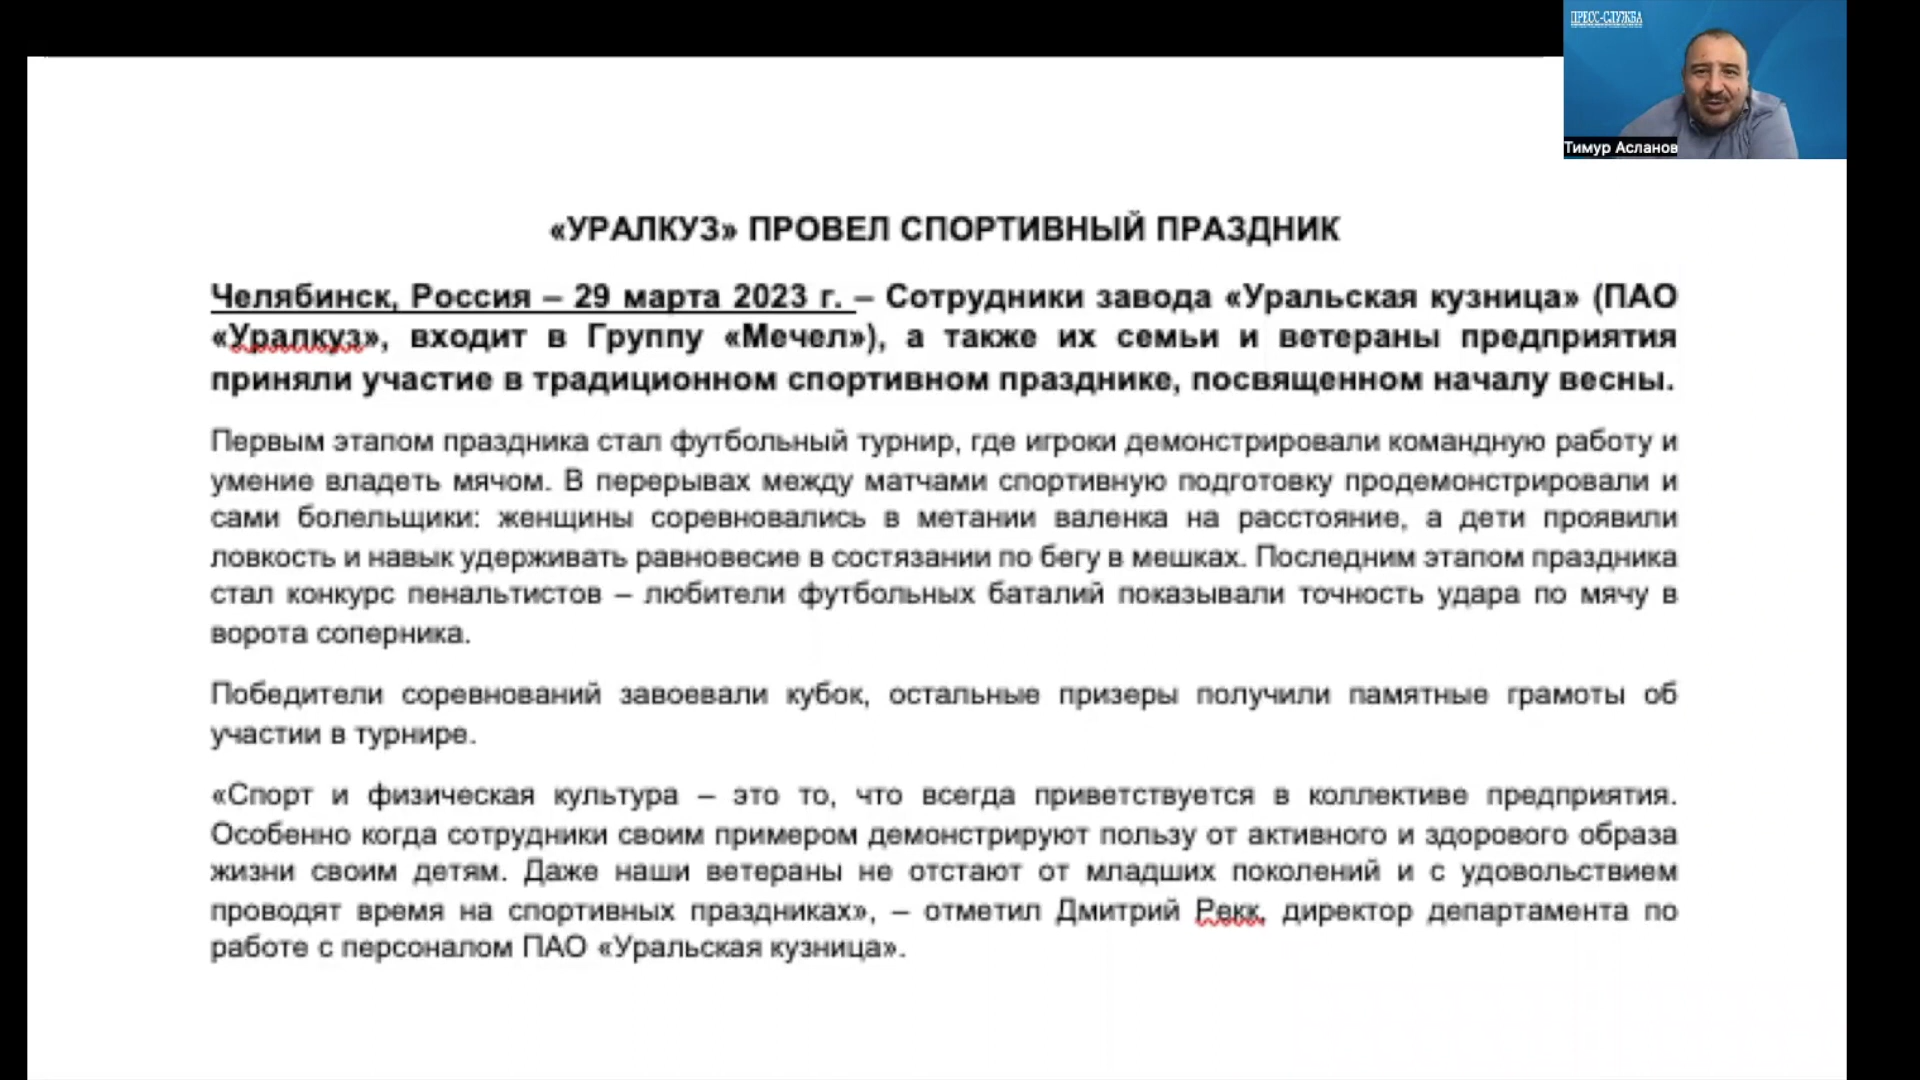 ПРЕСС-СЛУЖБА
Тимур Асланов
«УРАЛКУЗ» ПРОВЕЛ СПОРТИВНЫЙ ПРАЗДНИК
Челябинск, Россия – 29 марта 2023 г. – Сотрудники завода «Уральская кузница» (ПАО
«Уралкуз», входит в Группу «Мечел»), а также их семьи и ветераны предприятия
приняли участие в традиционном спортивном празднике, посвященном началу весны.
Первым этапом праздника стал футбольный турнир, где игроки демонстрировали командную работу и
умение владеть мячом. В перерывах между матчами спортивную подготовку продемонстрировали и
сами болельщики: женщины соревновались в метании валенка на расстояние, а дети проявили
ловкость и навык удерживать равновесие в состязании по бегу в мешках. Последним этапом праздника
стал конкурс пенальтистов – любители футбольных баталий показывали точность удара по мячу в
ворота соперника.
Победители соревнований завоевали кубок, остальные призеры получили памятные грамоты об
участии в турнире.
«Спорт и физическая культура – это то, что всегда приветствуется в коллективе предприятия.
Особенно когда сотрудники своим примером демонстрируют пользу от активного и здорового образа
жизни своим детям. Даже наши ветераны не отстают от младших поколений и с удовольствием
проводят время на спортивных праздниках», – отметил Дмитрий Рекк, директор департамента по
работе с персоналом ПАО «Уральская кузница».